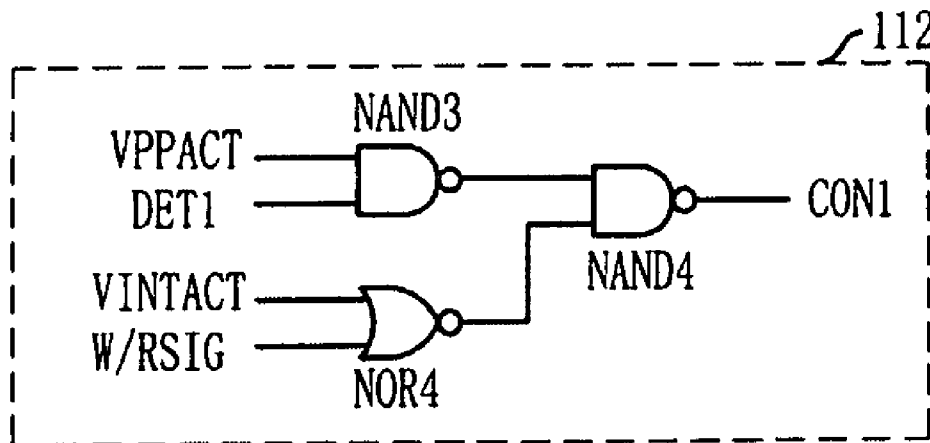 112
NAND3
VPPACT
DET1
CON1
NAND4
VINTACT
W/RSIG
NOR4